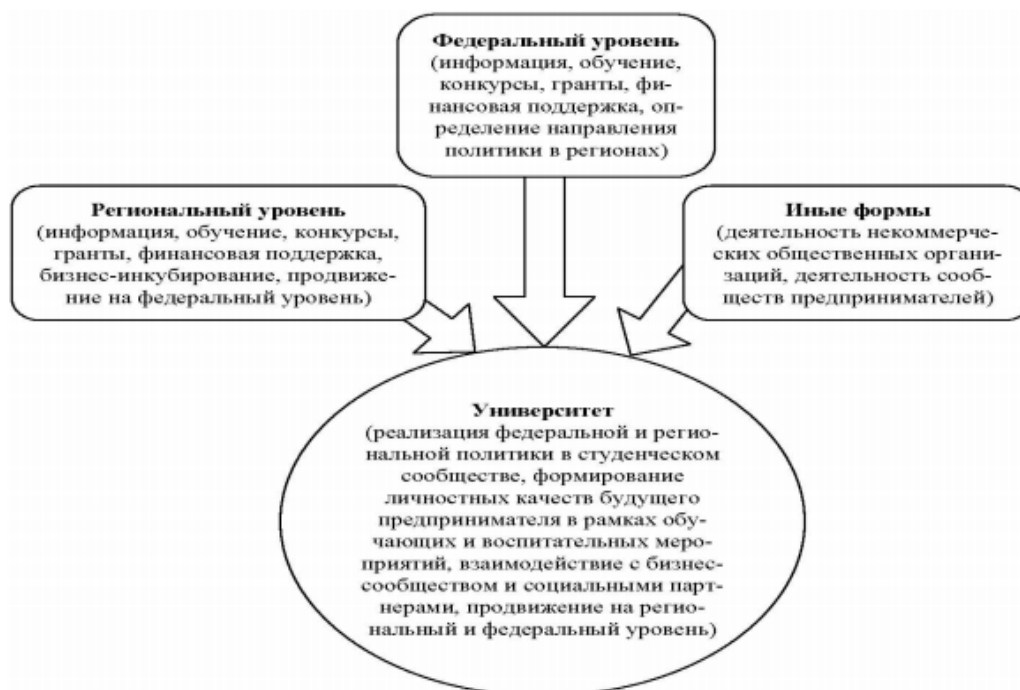 Федеральный уровень
(информация, обучение,
конкурсы, гранты, фи-
нансовая поддержка, оп-
ределение направления
политики в регионах)
Региональный уровень
(информация, обучение, конкурсы,
гранты, финансовая поддержка,
бизнес-инкубирование, продвиже-
ние на федеральный уровень)
Иные формы
(деятельность некоммерче-
ских общественных органи-
заций, деятельность сооб-
ществ предпринимателей)
Университет
(реализация федеральной и регио-
нальной политики в студенческом
сообществе, формирование
личностных качеств будущего
предпринимателя в рамках обу-
чающих и воспитательных меро-
приятий, взаимодействие с бизнес-
сообществом и социальными парт-
нерами, продвижение на регио-
нальный и федеральный уровень)